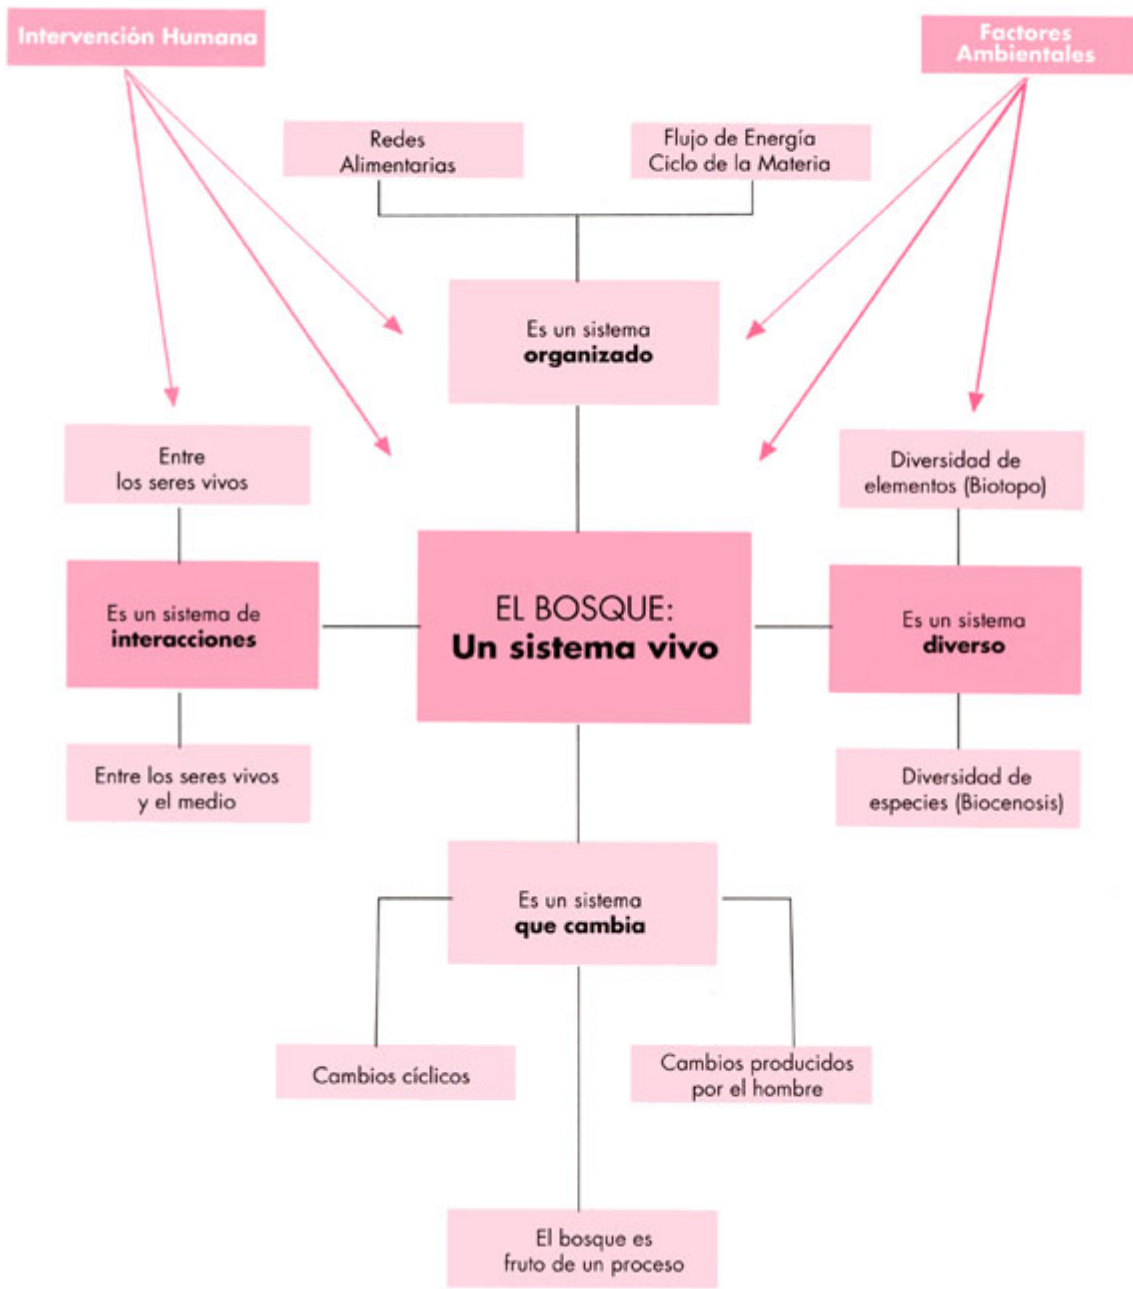 Intervención Humana
Factores
Ambientales
Redes
Alimentarias
Flujo de Energía
Ciclo de la Materia
Es un sistema
organizado
Entre
los seres vivos
Diversidad de
elementos (Biotopo)
Es un sistema de
interacciones
EL BOSQUE:
Un sistema vivo
Es un sistema
diverso
Entre los seres vivos
y el medio
Diversidad de
especies (Biocenosis)
Es un sistema
que cambia
Cambios cíclicos
Cambios producidos
por el hombre
El bosque es
fruto de un proceso